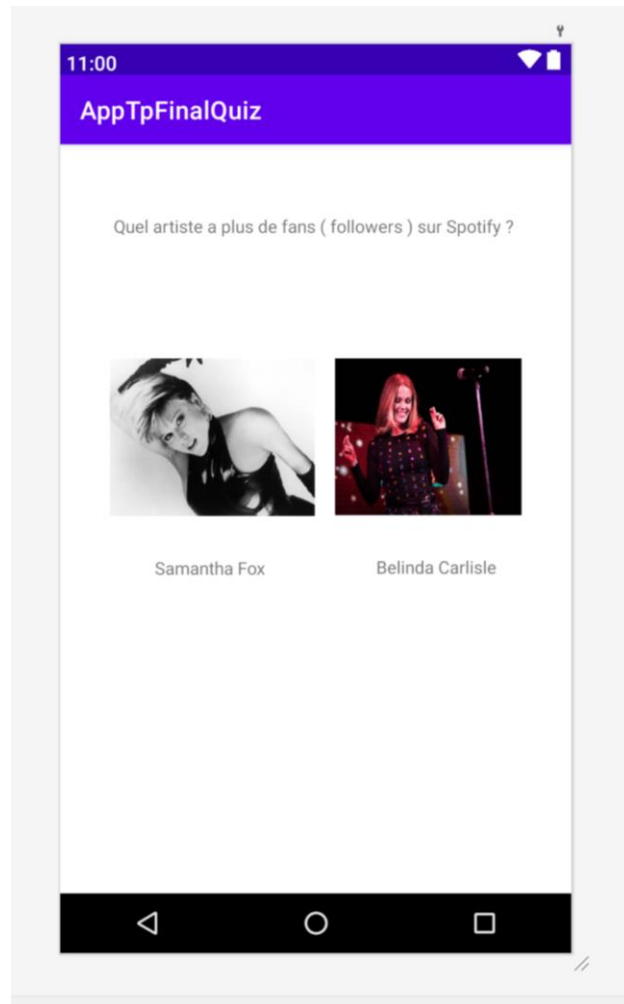 11:00
AppTpFinalQuiz
Quel artiste a plus de fans ( followers ) sur Spotify ?
Samantha Fox
Belinda Carlisle